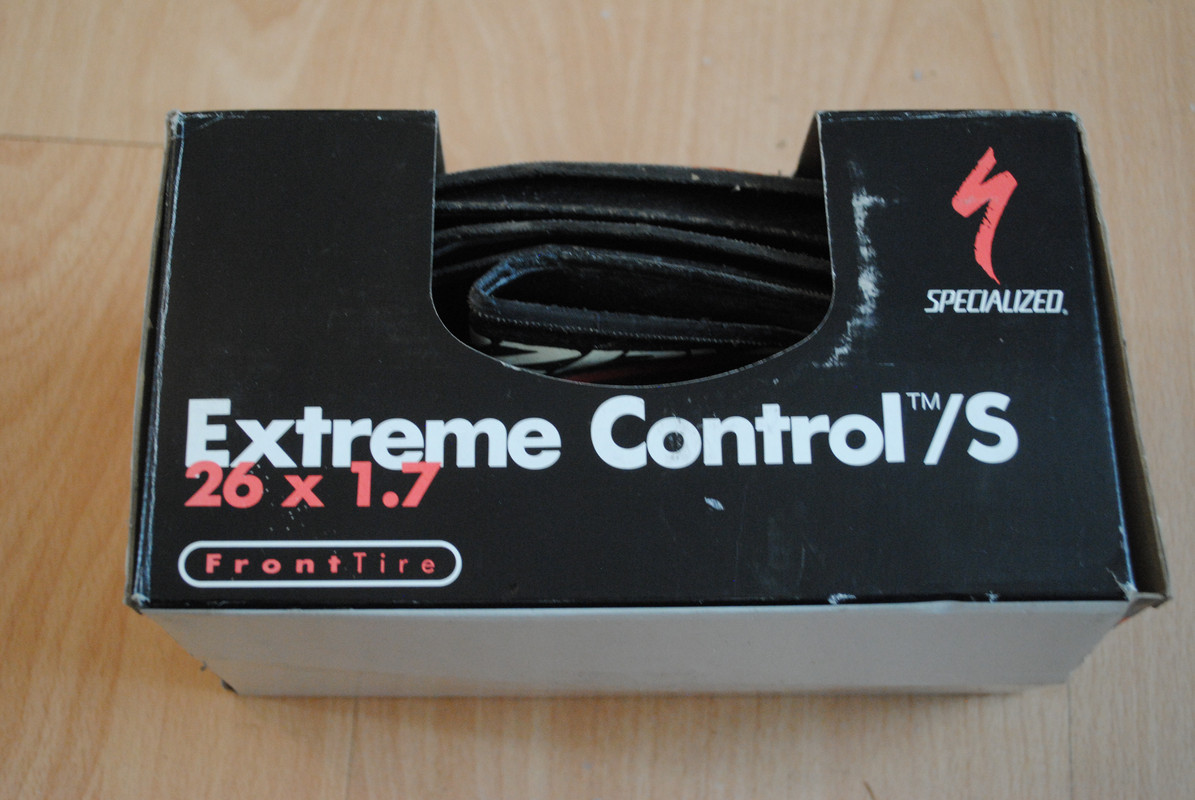 SPECIALIZED.
Extreme Control™/S
26 x 1.7
FrontTire